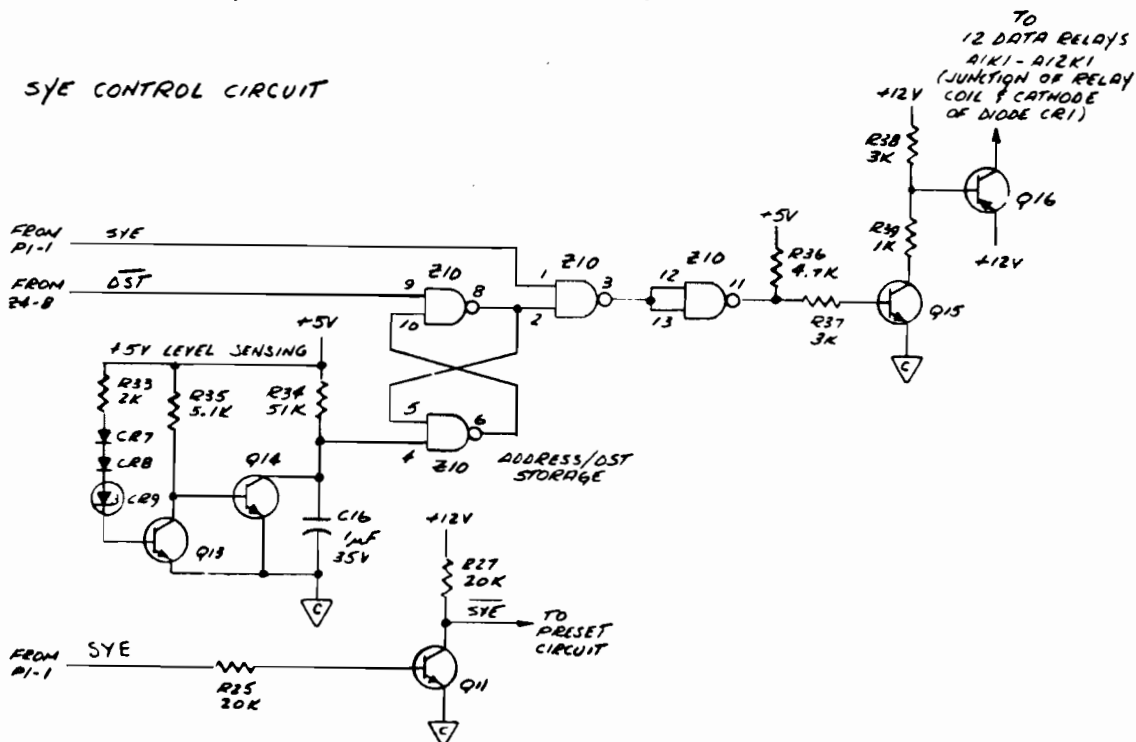 SYE CONTROL CIRCUIT
TO
12 DATA RELAYS
A1K1 - A12K1
(JUNCTION OF RELAY
COIL & CATHODE
OF DIODE CR1)
+12V
R38
3K
Q16
R39
1K
+12V
FROM
P1-1
SYE
FROM
Z4-8
DST
Z10
9
8
10
Z10
1
3
2
Z10
12
11
13
+5V
R36
4.7K
R37
3K
Q15
C
+5V
+5V LEVEL SENSING
R33
2K
R35
5.1K
R34
51K
CR7
CR8
CR9
Q13
Q14
5
6
4
Z10
ADDRESS/DST
STORAGE
C16
1µF
35V
C
+12V
R27
20K
SYE
TO
PRESET
CIRCUIT
FROM
P1-1
SYE
R25
20K
Q11
C